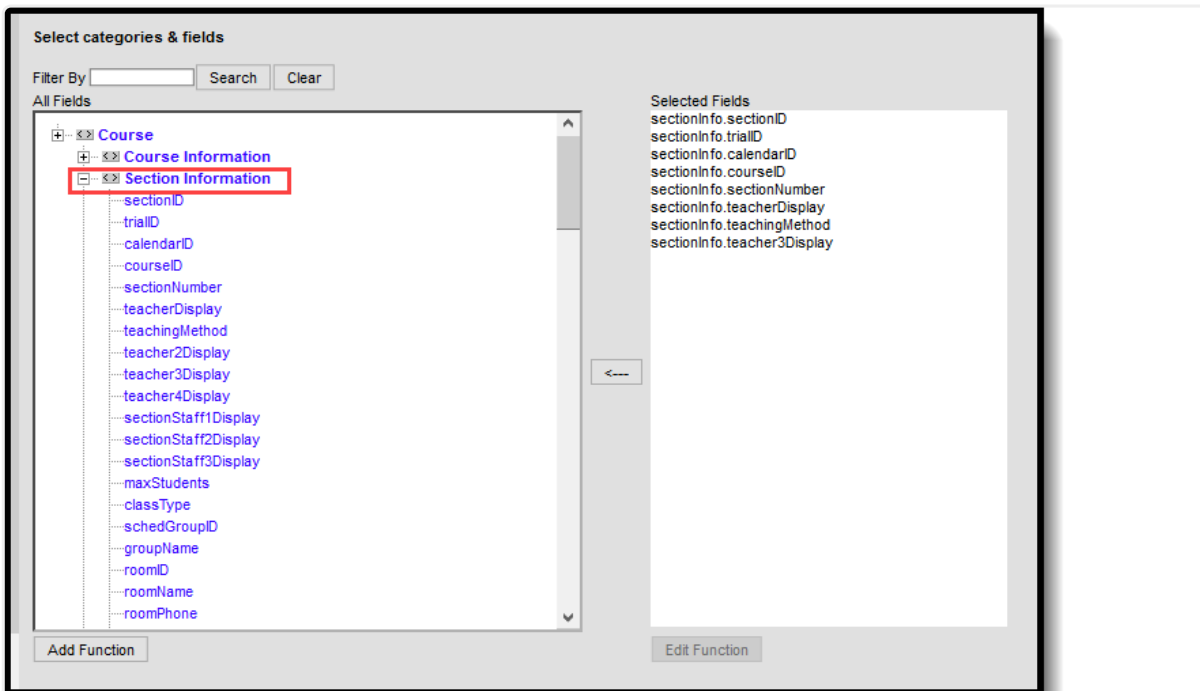 Select categories & fields
Filter By Search Clear
All Fields
Course
Course Information
Section Information
sectionID
trialID
calendarID
courseID
sectionNumber
teacherDisplay
teachingMethod
teacher2Display
teacher3Display
teacher4Display
sectionStaff1Display
sectionStaff2Display
sectionStaff3Display
maxStudents
classType
schedGroupID
groupName
roomID
roomName
roomPhone
Add Function
<---
Selected Fields
sectionInfo.sectionID
sectionInfo.trialID
sectionInfo.calendarID
sectionInfo.courseID
sectionInfo.sectionNumber
sectionInfo.teacherDisplay
sectionInfo.teachingMethod
sectionInfo.teacher3Display
Edit Function